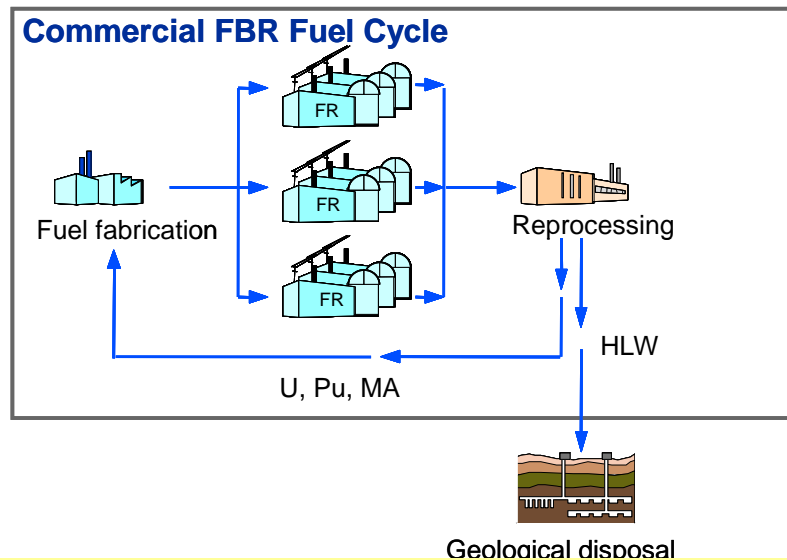 Commercial FBR Fuel Cycle
FR
FR
Fuel fabrication
Reprocessing
FR
HLW
U, Pu, MA
Geological disposal